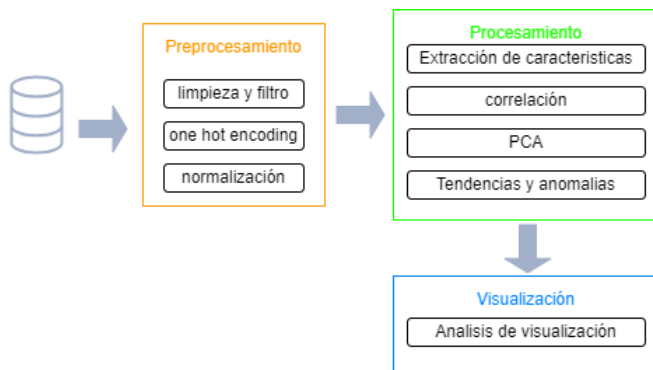 Preprocesamiento
limpieza y filtro
one hot encoding
normalización
Procesamiento
Extracción de caracteristicas
correlación
PCA
Tendencias y anomalias
Visualización
Analisis de visualización